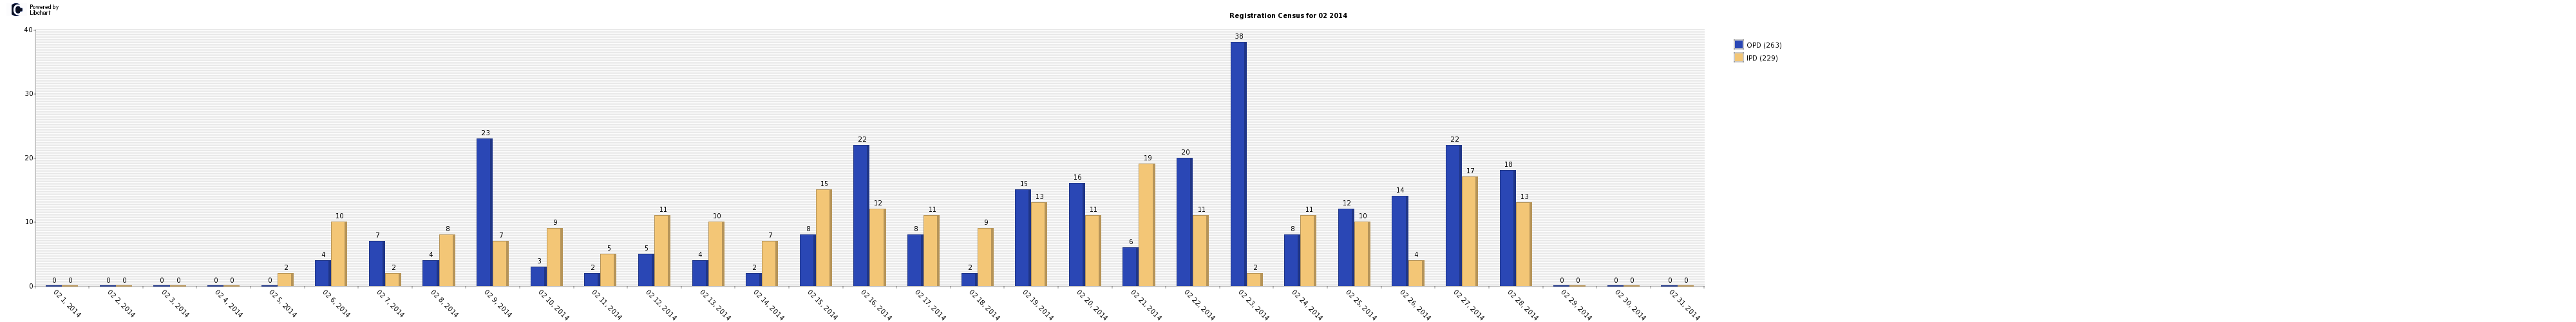 Powered by
Libchart
Registration Census for 02 2014
OPD (263)
IPD (229)
40
30
20
10
0
0 0 0 0 0 0 0 0 0 2 4 10 7 2 4 8 23 7 3 9 2 5 5 11 4 10 2 7 8 15 22 12 8 11 2 9 15 13 16 11 6 19 20 11 38 2 8 11 12 10 14 4 22 17 18 13 0 0 0 0 0 0
02 1, 2014
02 2, 2014
02 3, 2014
02 4, 2014
02 5, 2014
02 6, 2014
02 7, 2014
02 8, 2014
02 9, 2014
02 10, 2014
02 11, 2014
02 12, 2014
02 13, 2014
02 14, 2014
02 15, 2014
02 16, 2014
02 17, 2014
02 18, 2014
02 19, 2014
02 20, 2014
02 21, 2014
02 22, 2014
02 23, 2014
02 24, 2014
02 25, 2014
02 26, 2014
02 27, 2014
02 28, 2014
02 29, 2014
02 30, 2014
02 31, 2014